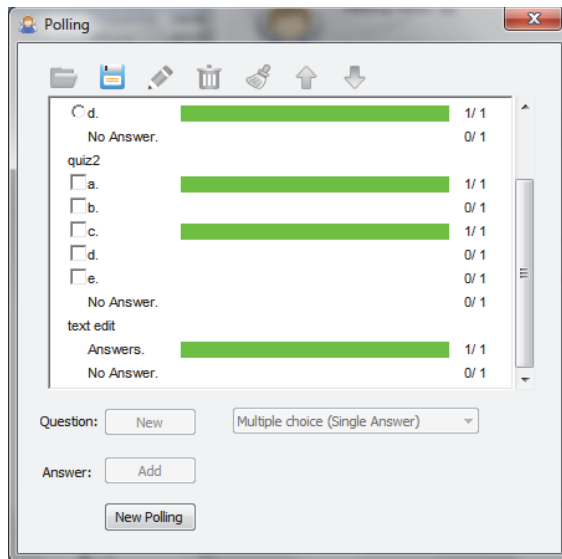 Polling
d. 1/ 1
No Answer. 0/ 1
quiz2
a. 1/ 1
b. 0/ 1
c. 1/ 1
d. 0/ 1
e. 0/ 1
No Answer. 0/ 1
text edit
Answers. 1/ 1
No Answer. 0/ 1
Question: New Multiple choice (Single Answer)
Answer: Add
New Polling